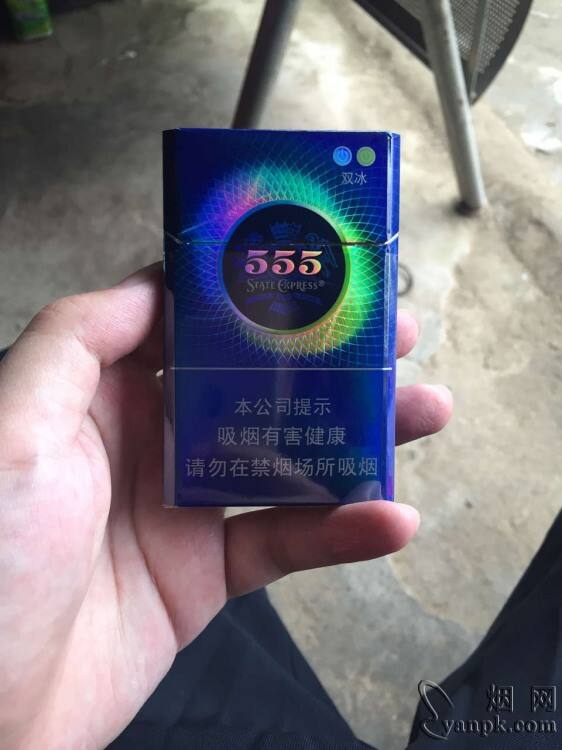 双冰
555
STATE EXPRESS®
本公司提示
吸烟有害健康
请勿在禁烟场所吸烟
烟网
yanpk.com